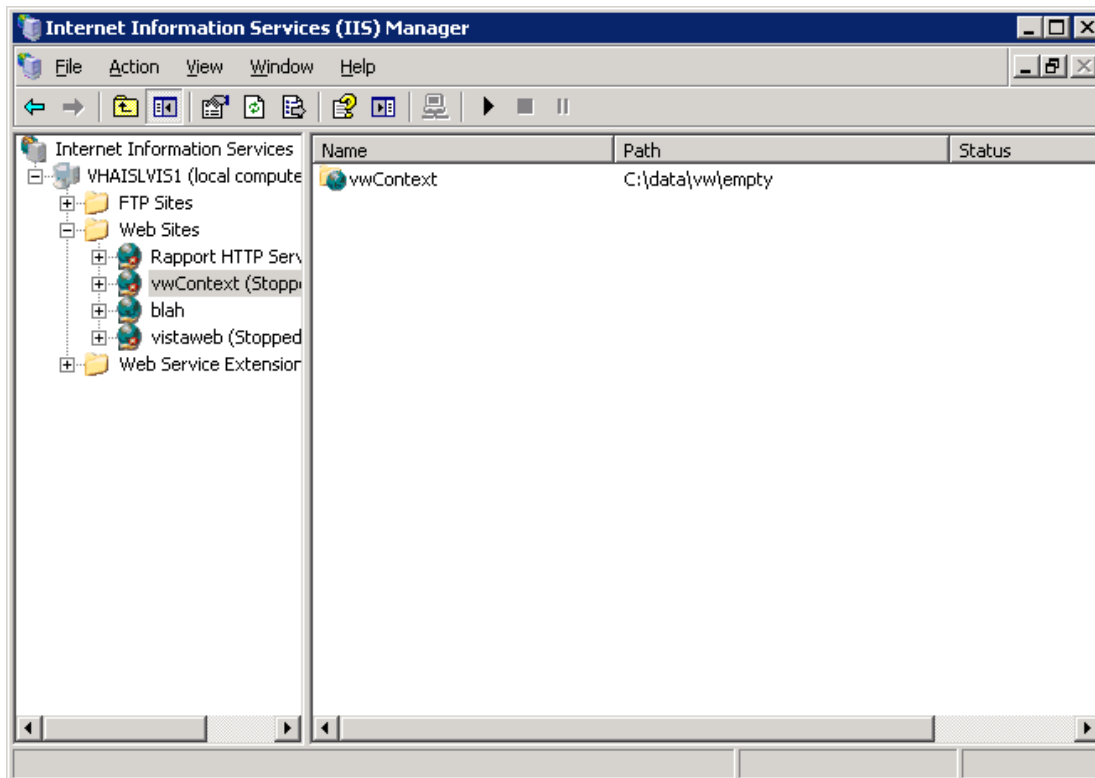 Internet Information Services (IIS) Manager
File Action View Window Help
Internet Information Services
Name Path Status
VHAISLVIS1 (local compute
vwContext C:\data\vw\empty
FTP Sites
Web Sites
Rapport HTTP Serv
vwContext (Stopp
blah
vistaweb (Stopped
Web Service Extension